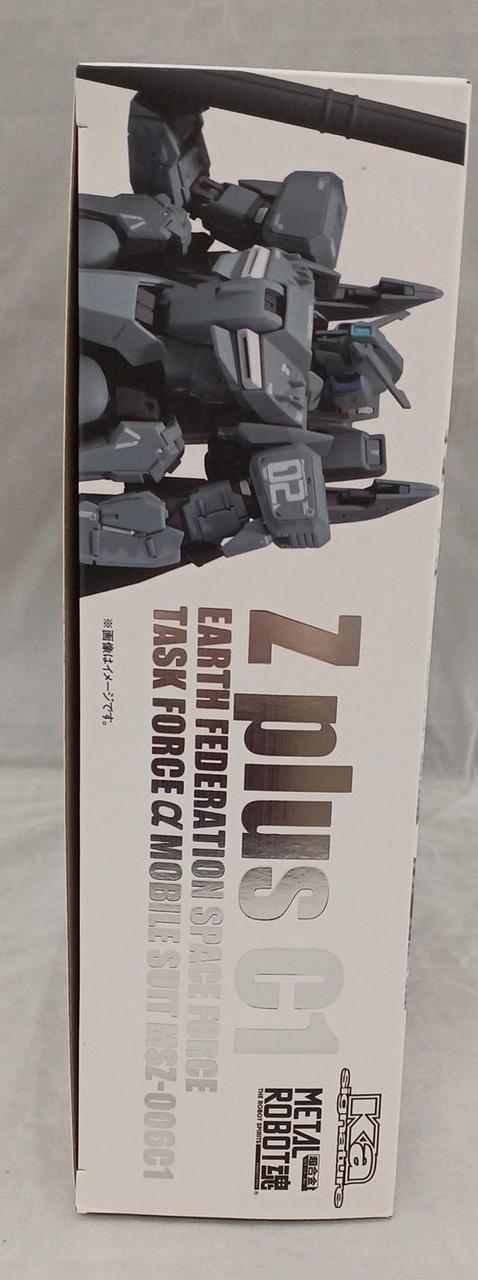 02
Z plus C1
EARTH FEDERATION SPACE FORCE
TASK FORCE α MOBILE SUIT MSZ-006C1
※画像はイメージです。
Ka
signature
超合金
METAL
ROBOT魂
THE ROBOT SPIRITS